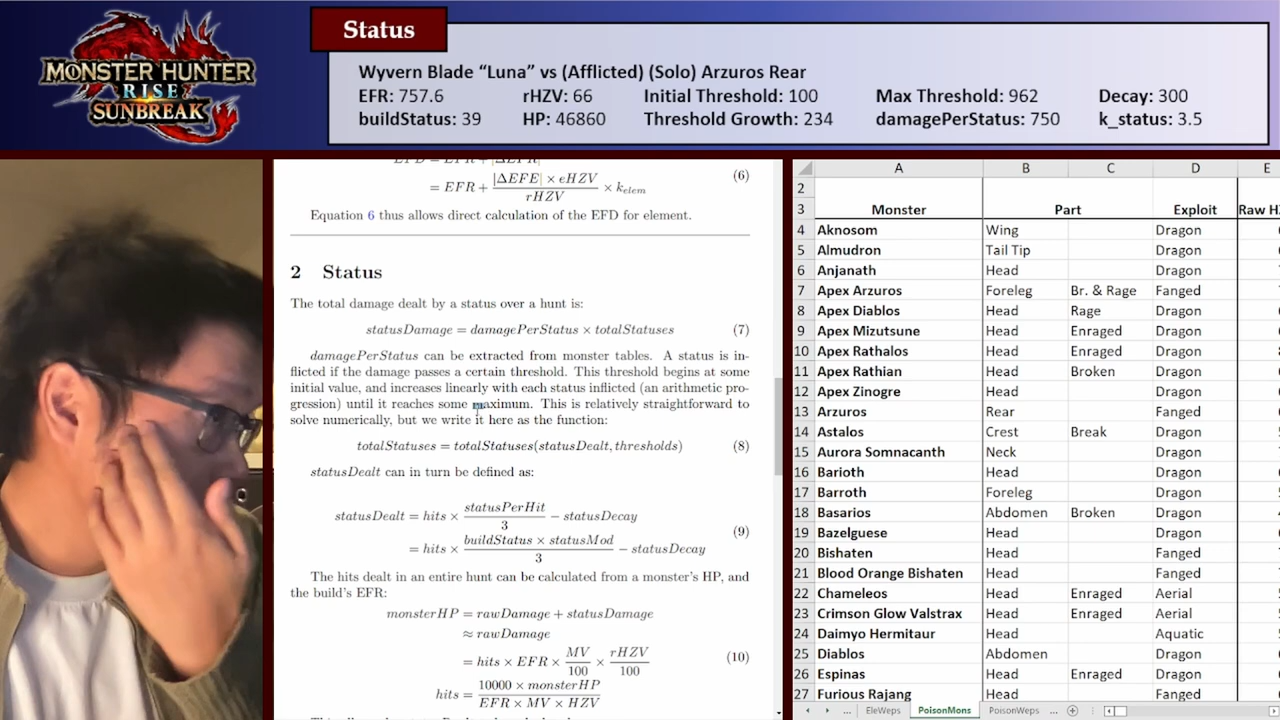 MONSTER HUNTER
RISE
SUNBREAK
Status
Wyvern Blade “Luna” vs (Afflicted) (Solo) Arzuros Rear
EFR: 757.6 rHZV: 66 Initial Threshold: 100 Max Threshold: 962 Decay: 300
buildStatus: 39 HP: 46860 Threshold Growth: 234 damagePerStatus: 750 k_status: 3.5
= EFR + |ΔEFE| × eHZV / rHZV × k_elem (6)
Equation 6 thus allows direct calculation of the EFD for element.
2 Status
The total damage dealt by a status over a hunt is:
statusDamage = damagePerStatus × totalStatuses (7)
damagePerStatus can be extracted from monster tables. A status is in-
flicted if the damage passes a certain threshold. This threshold begins at some
initial value, and increases linearly with each status inflicted (an arithmetic pro-
gression) until it reaches some maximum. This is relatively straightforward to
solve numerically, but we write it here as the function:
totalStatuses = totalStatuses(statusDealt, thresholds) (8)
statusDealt can in turn be defined as:
statusDealt = hits × statusPerHit / 3 − statusDecay
= hits × buildStatus × statusMod / 3 − statusDecay (9)
The hits dealt in an entire hunt can be calculated from a monster's HP, and
the build's EFR:
monsterHP = rawDamage + statusDamage
≈ rawDamage
= hits × EFR × MV / 100 × rHZV / 100 (10)
hits = 10000 × monsterHP / EFR × MV × HZV
A B C D E
2
3 Monster Part Exploit Raw H
4 Aknosom Wing Dragon
5 Almudron Tail Tip Dragon
6 Anjanath Head Dragon
7 Apex Arzuros Foreleg Br. & Rage Fanged
8 Apex Diablos Head Rage Dragon
9 Apex Mizutsune Head Enraged Dragon
10 Apex Rathalos Head Enraged Dragon
11 Apex Rathian Head Broken Dragon
12 Apex Zinogre Head Dragon
13 Arzuros Rear Fanged
14 Astalos Crest Break Dragon
15 Aurora Somnacanth Neck Dragon
16 Barioth Head Dragon
17 Barroth Foreleg Dragon
18 Basarios Abdomen Broken Dragon
19 Bazelguese Head Dragon
20 Bishaten Head Fanged
21 Blood Orange Bishaten Head Fanged
22 Chameleos Head Enraged Aerial
23 Crimson Glow Valstrax Head Enraged Aerial
24 Daimyo Hermitaur Head Aquatic
25 Diablos Abdomen Dragon
26 Espinas Head Enraged Dragon
27 Furious Rajang Head Fanged
... EleWeps PoisonMons PoisonWeps ...